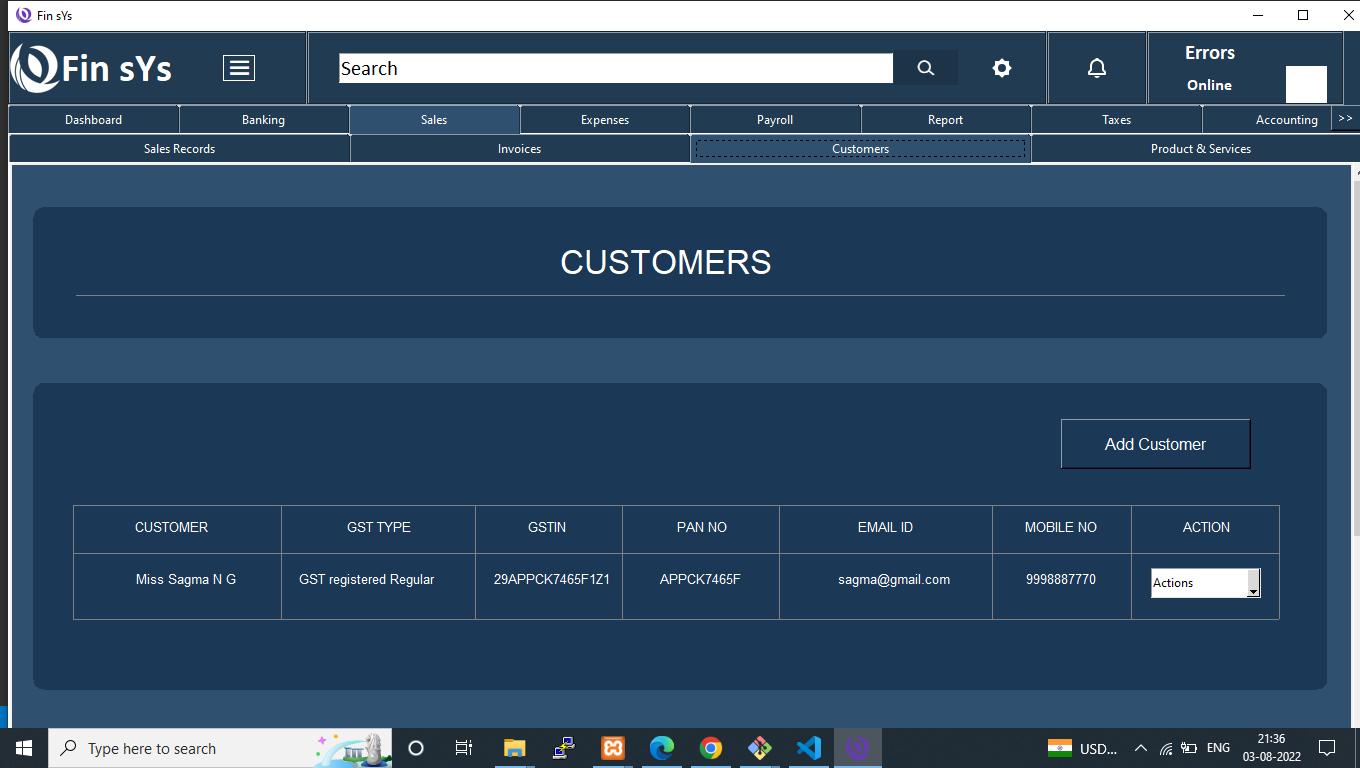 Fin sYs
Fin sYs
Search
Errors
Online
Dashboard Banking Sales Expenses Payroll Report Taxes Accounting >>
Sales Records Invoices Customers Product & Services
CUSTOMERS
Add Customer
CUSTOMER GST TYPE GSTIN PAN NO EMAIL ID MOBILE NO ACTION
Miss Sagma N G GST registered Regular 29APPCK7465F1Z1 APPCK7465F sagma@gmail.com 9998887770 Actions
Type here to search USD... ENG 21:36
03-08-2022